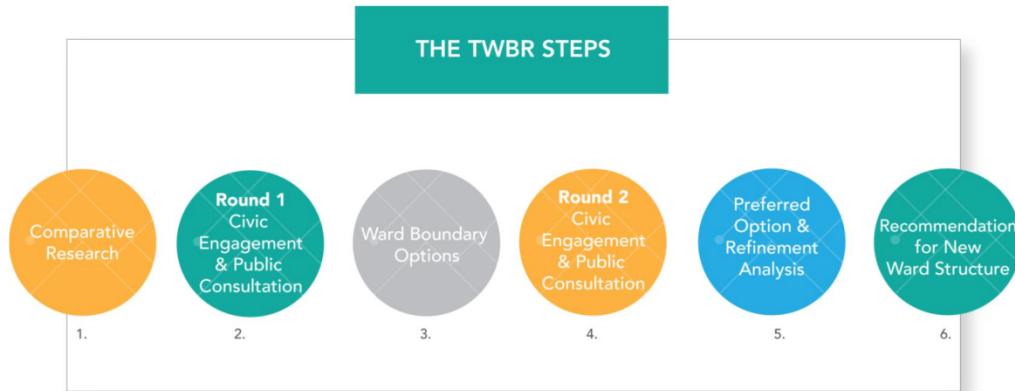 THE TWBR STEPS
Comparative
Research
1.
Round 1
Civic
Engagement
& Public
Consultation
2.
Ward Boundary
Options
3.
Round 2
Civic
Engagement
& Public
Consultation
4.
Preferred
Option &
Refinement
Analysis
5.
Recommendation
for New
Ward Structure
6.